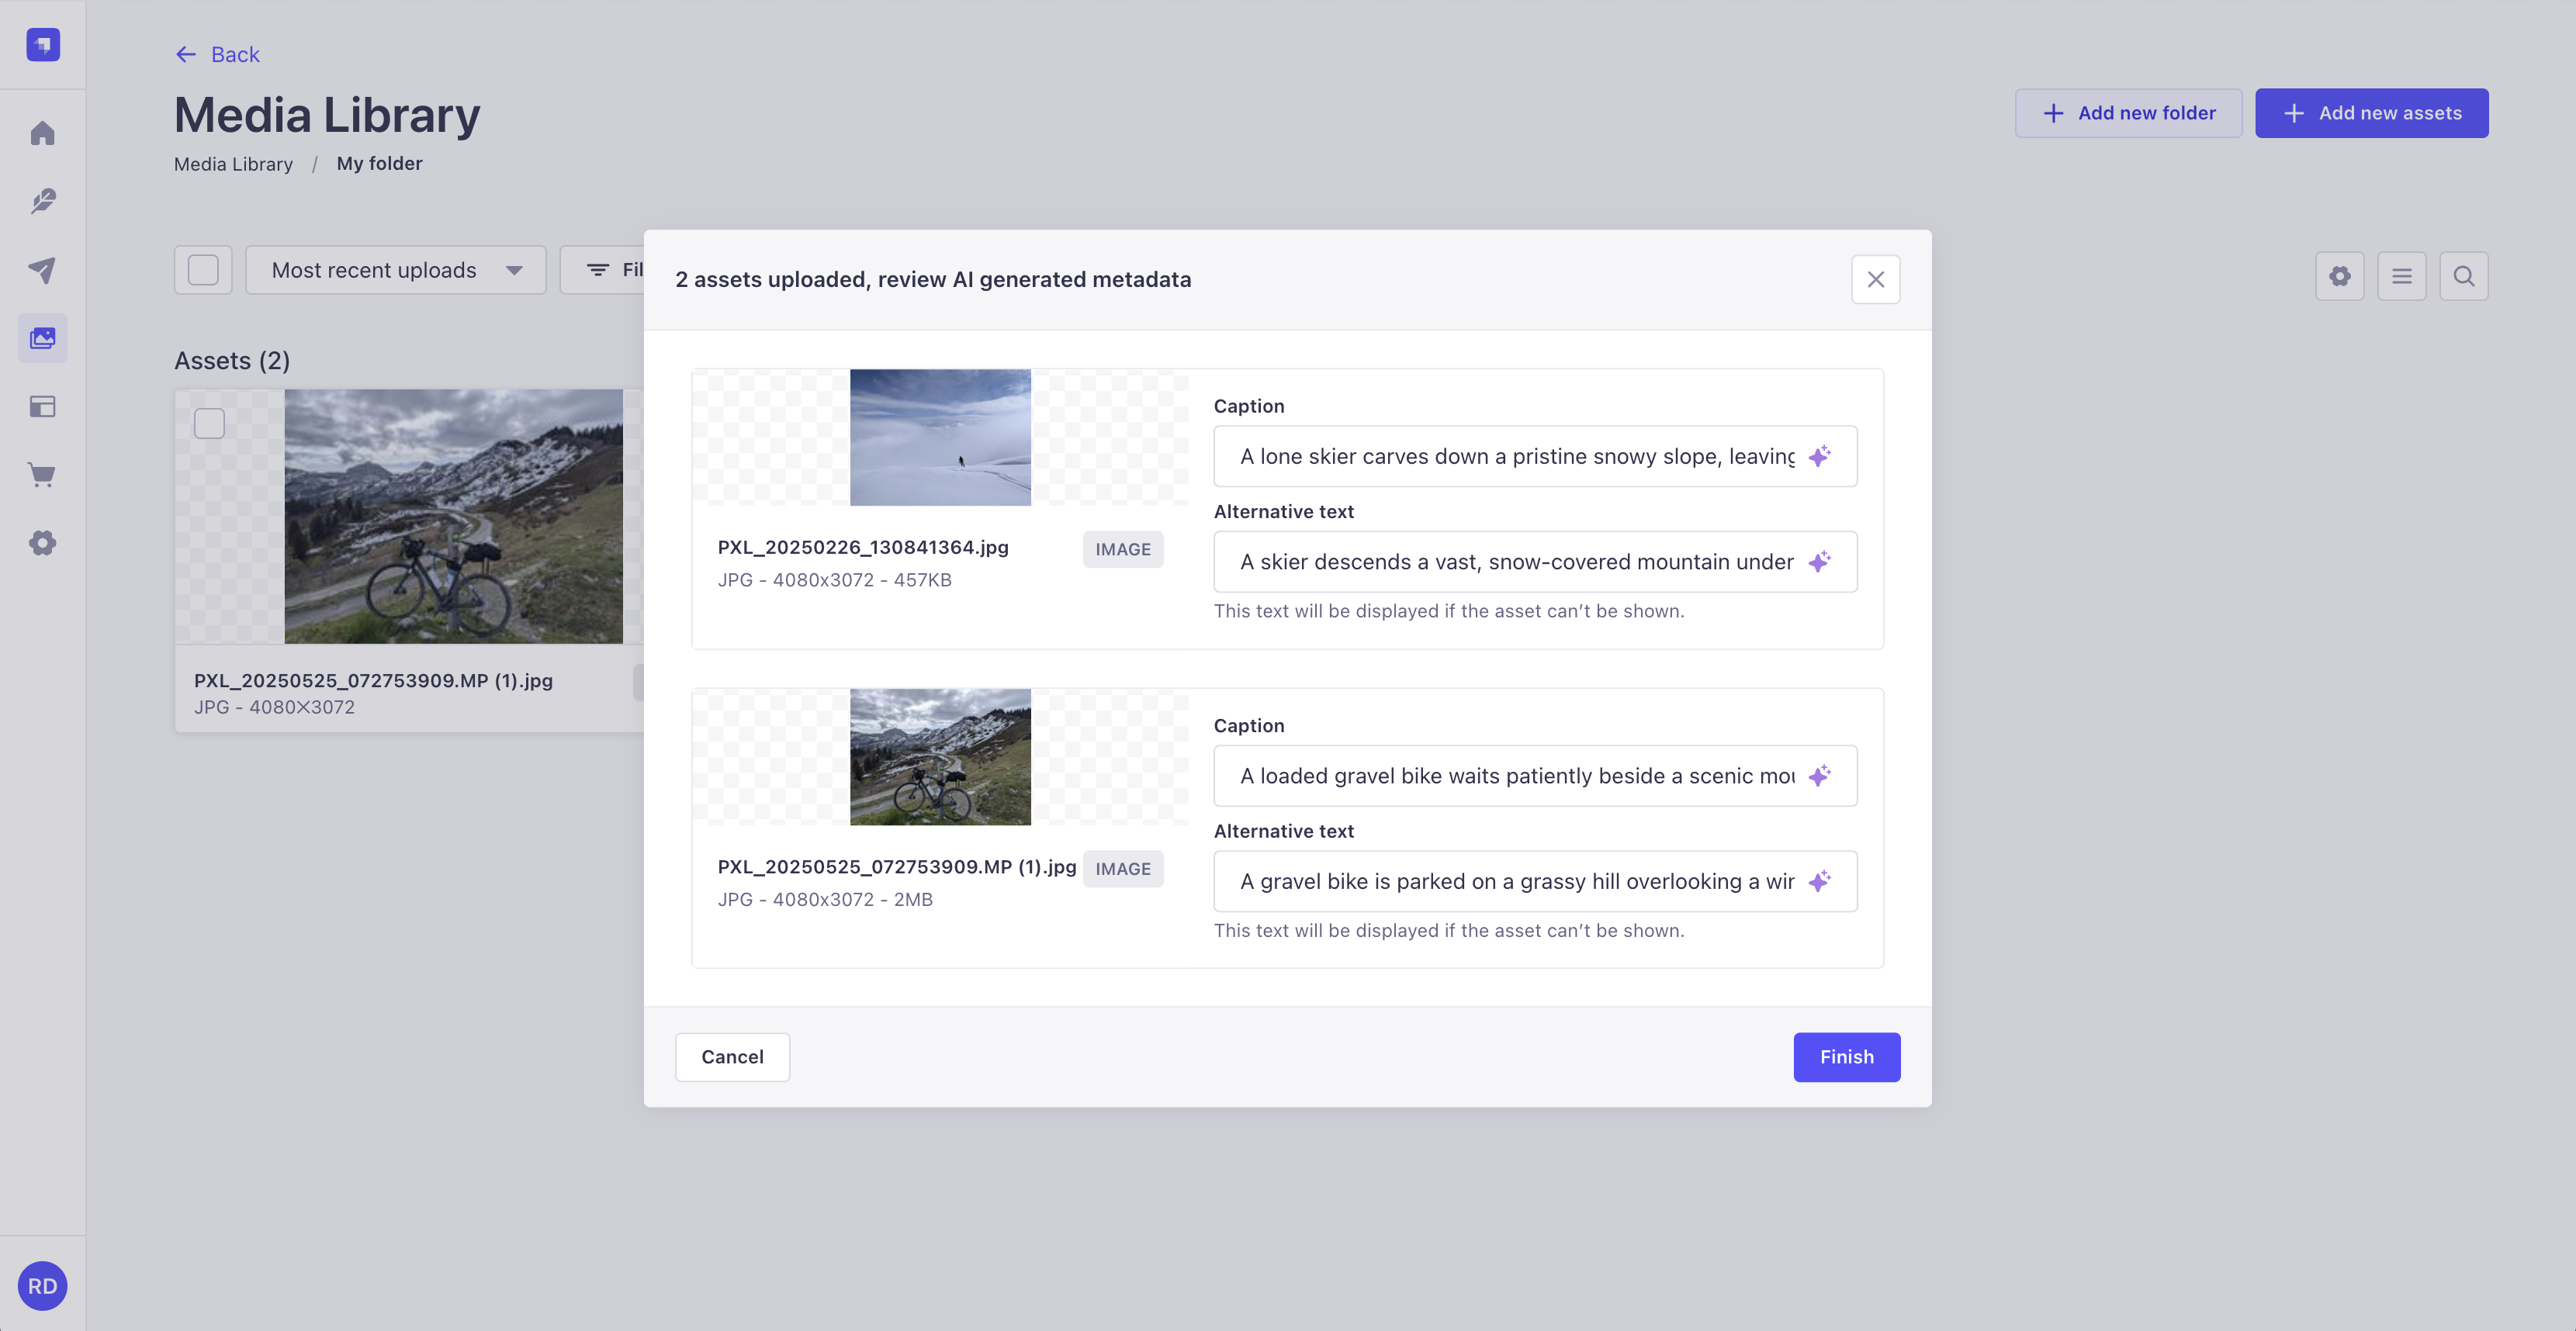 Back
Media Library
Add new folder
Add new assets
Media Library / My folder
Most recent uploads
Assets (2)
PXL_20250525_072753909.MP (1).jpg
JPG - 4080✕3072
2 assets uploaded, review AI generated metadata
Caption
A lone skier carves down a pristine snowy slope, leaving
Alternative text
PXL_20250226_130841364.jpg
IMAGE
A skier descends a vast, snow-covered mountain under
JPG - 4080x3072 - 457KB
This text will be displayed if the asset can’t be shown.
Caption
A loaded gravel bike waits patiently beside a scenic
Alternative text
PXL_20250525_072753909.MP (1).jpg
IMAGE
A gravel bike is parked on a grassy hill overlooking a
JPG - 4080x3072 - 2MB
This text will be displayed if the asset can’t be shown.
Cancel
Finish
RD